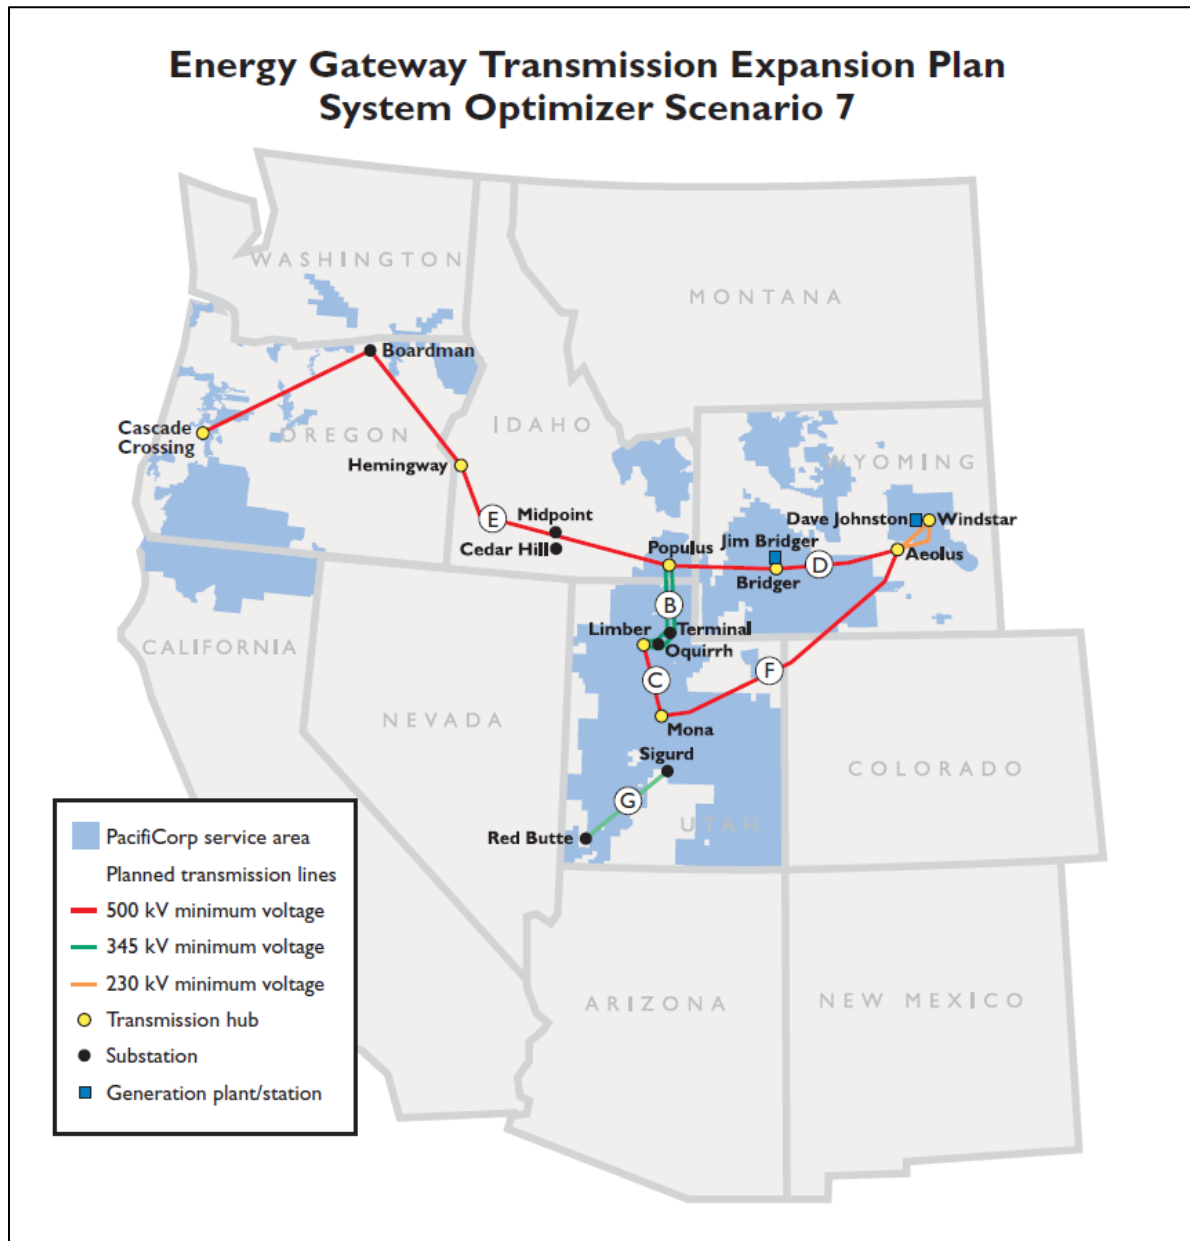 Energy Gateway Transmission Expansion Plan
System Optimizer Scenario 7
WASHINGTON
MONTANA
Boardman
Cascade
Crossing
OREGON
IDAHO
WYOMING
Hemingway
E
Midpoint
Cedar Hill
Populus
Dave Johnston
Windstar
Jim Bridger
Bridger
D
Aeolus
B
Limber
Terminal
Oquirrh
CALIFORNIA
C
F
NEVADA
Mona
Sigurd
COLORADO
G
UTAH
Red Butte
ARIZONA
NEW MEXICO
PacifiCorp service area
Planned transmission lines
500 kV minimum voltage
345 kV minimum voltage
230 kV minimum voltage
Transmission hub
Substation
Generation plant/station